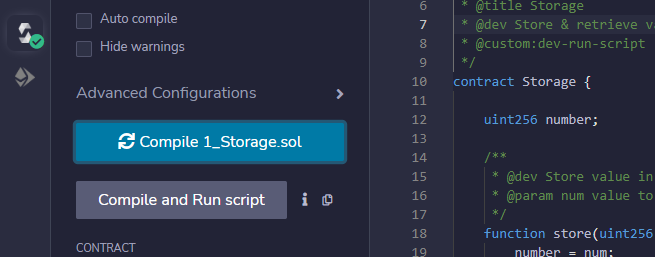 Auto compile
Hide warnings
Advanced Configurations
Compile 1_Storage.sol
Compile and Run script
CONTRACT
6 * @title Storage
7 * @dev Store & retrieve
8 * @custom:dev-run-script
9 */
10 contract Storage {
11
12 uint256 number;
13
14 /**
15 * @dev Store value in
16 * @param num value to
17 */
18 function store(uint256
19 number = num;